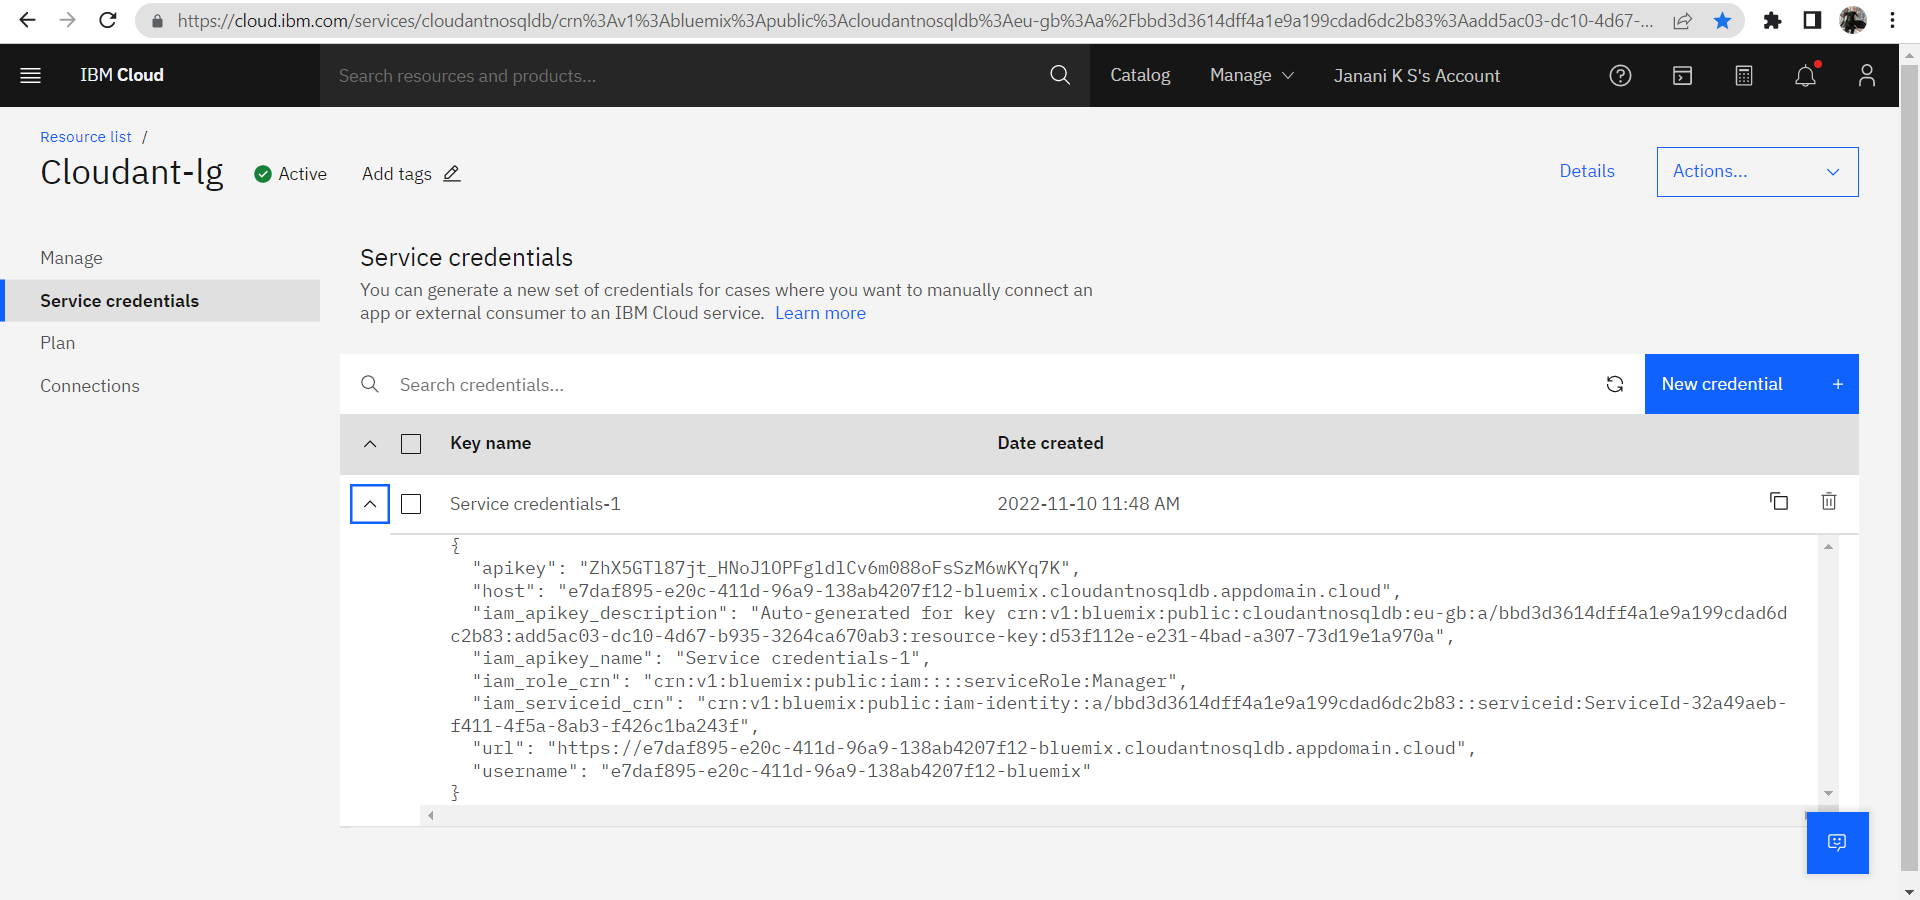 https://cloud.ibm.com/services/cloudantnosqldb/crn%3Av1%3Abluemix%3Apublic%3Acloudantnosqldb%3Aeu-gb%3Aa%2Fbbd3d3614dff4a1e9a199cdad6dc2b83%3Aadd5ac03-dc10-4d67-...
IBM Cloud
Search resources and products...
Catalog
Manage
Janani K S's Account
Resource list /
Cloudant-lg
Active
Add tags
Details
Actions...
Manage
Service credentials
Plan
Connections
Service credentials
You can generate a new set of credentials for cases where you want to manually connect an
app or external consumer to an IBM Cloud service. Learn more
Search credentials...
New credential +
Key name Date created
Service credentials-1 2022-11-10 11:48 AM
{
"apikey": "ZhX5GTl87jt_HNoJ1OPFgldlCv6m088oFsSzM6wKYq7K",
"host": "e7daf895-e20c-411d-96a9-138ab4207f12-bluemix.cloudantnosqldb.appdomain.cloud",
"iam_apikey_description": "Auto-generated for key crn:v1:bluemix:public:cloudantnosqldb:eu-gb:a/bbd3d3614dff4a1e9a199cdad6d
c2b83:add5ac03-dc10-4d67-b935-3264ca670ab3:resource-key:d53f112e-e231-4bad-a307-73d19e1a970a",
"iam_apikey_name": "Service credentials-1",
"iam_role_crn": "crn:v1:bluemix:public:iam::::serviceRole:Manager",
"iam_serviceid_crn": "crn:v1:bluemix:public:iam-identity::a/bbd3d3614dff4a1e9a199cdad6dc2b83::serviceid:ServiceId-32a49aeb-
f411-4f5a-8ab3-f426c1ba243f",
"url": "https://e7daf895-e20c-411d-96a9-138ab4207f12-bluemix.cloudantnosqldb.appdomain.cloud",
"username": "e7daf895-e20c-411d-96a9-138ab4207f12-bluemix"
}